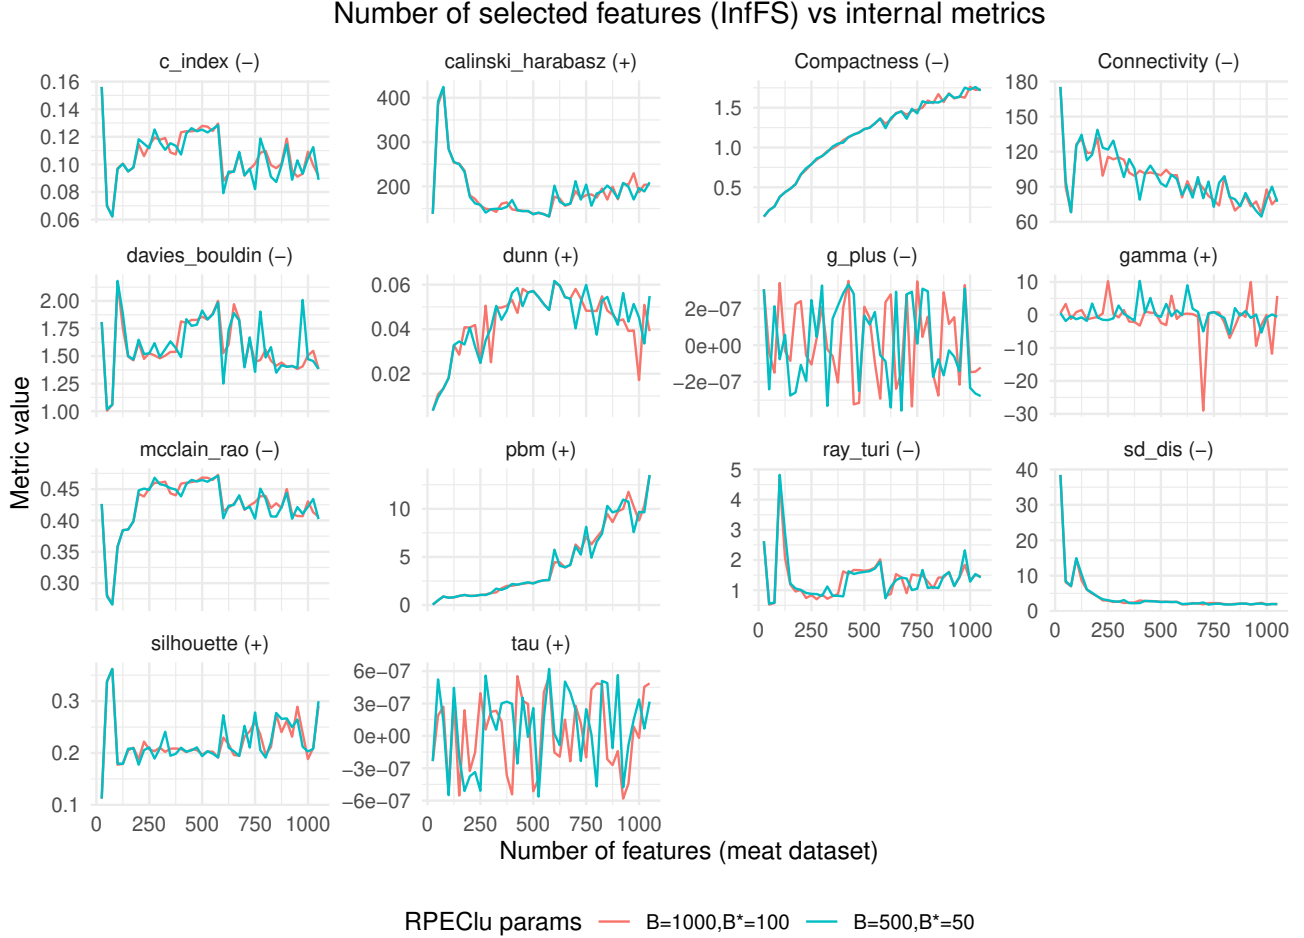 Number of selected features (InfFS) vs internal metrics
c_index (−)
calinski_harabasz (+)
Compactness (−)
Connectivity (−)
0.16
0.14
0.12
0.10
0.08
0.06
400
300
200
1.5
1.0
0.5
180
150
120
90
60
davies_bouldin (−)
dunn (+)
g_plus (−)
gamma (+)
2.00
1.75
1.50
1.25
1.00
0.06
0.04
0.02
2e−07
0e+00
−2e−07
10
0
−10
−20
−30
Metric value
mcclain_rao (−)
pbm (+)
ray_turi (−)
sd_dis (−)
0.45
0.40
0.35
0.30
10
5
0
5
4
3
2
1
40
30
20
10
0
0 250 500 750 1000
0 250 500 750 1000
silhouette (+)
tau (+)
0.3
0.2
0.1
6e−07
3e−07
0e+00
−3e−07
−6e−07
0 250 500 750 1000
0 250 500 750 1000
Number of features (meat dataset)
RPEClu params B=1000,B*=100 B=500,B*=50